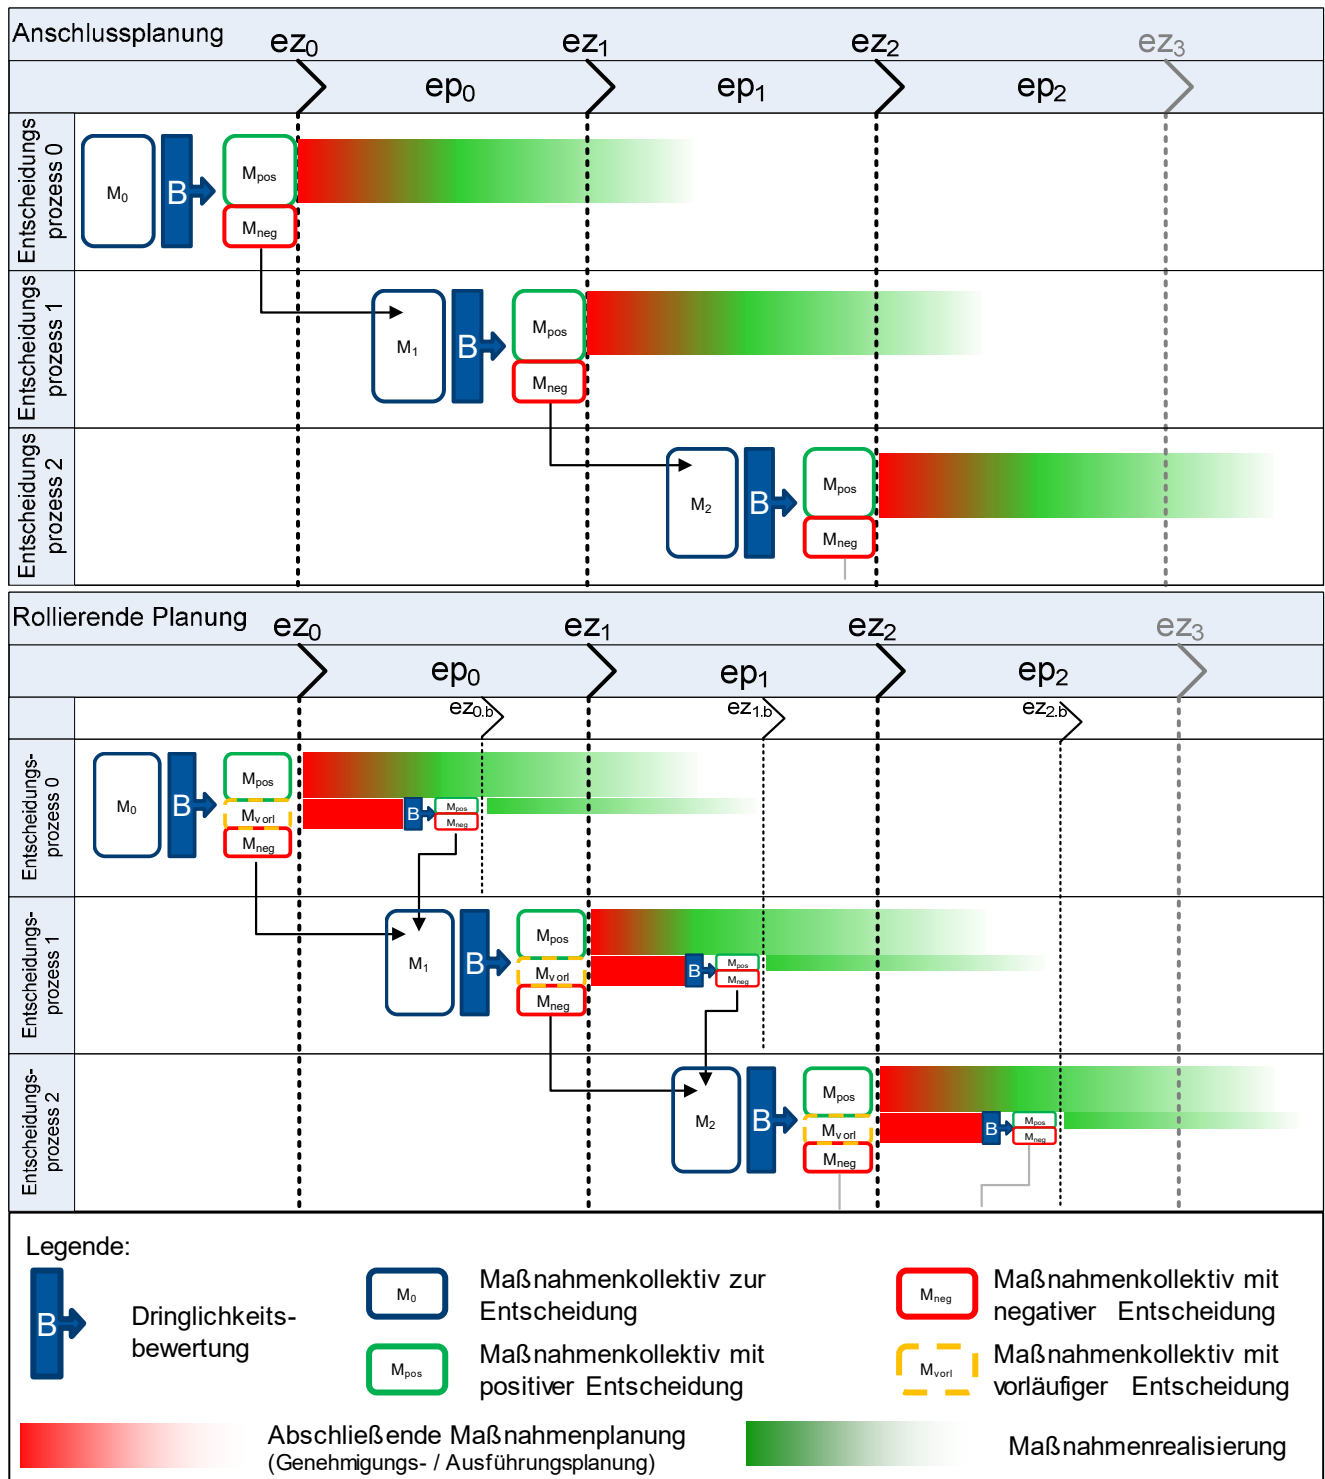 Anschlussplanung
ez0
ez1
ez2
ez3
ep0
ep1
ep2
Entscheidungs
prozess 0
M0
B
Mpos
Mneg
Entscheidungs
prozess 1
M1
B
Mpos
Mneg
Entscheidungs
prozess 2
M2
B
Mpos
Mneg
Rollierende Planung
ez0
ez1
ez2
ez3
ep0
ep1
ep2
ez0.b
ez1.b
ez2.b
Entscheidungs-
prozess 0
M0
B
Mpos
Mvorl
Mneg
B
Mpos
Mneg
Entscheidungs-
prozess 1
M1
B
Mpos
Mvorl
Mneg
B
Mpos
Mneg
Entscheidungs-
prozess 2
M2
B
Mpos
Mvorl
Mneg
B
Mpos
Mneg
Legende:
B
Dringlichkeits-
bewertung
M0
Maßnahmenkollektiv zur
Entscheidung
Mneg
Maßnahmenkollektiv mit
negativer Entscheidung
Mpos
Maßnahmenkollektiv mit
positiver Entscheidung
Mvorl
Maßnahmenkollektiv mit
vorläufiger Entscheidung
Abschließende Maßnahmenplanung
(Genehmigungs- / Ausführungsplanung)
Maßnahmenrealisierung